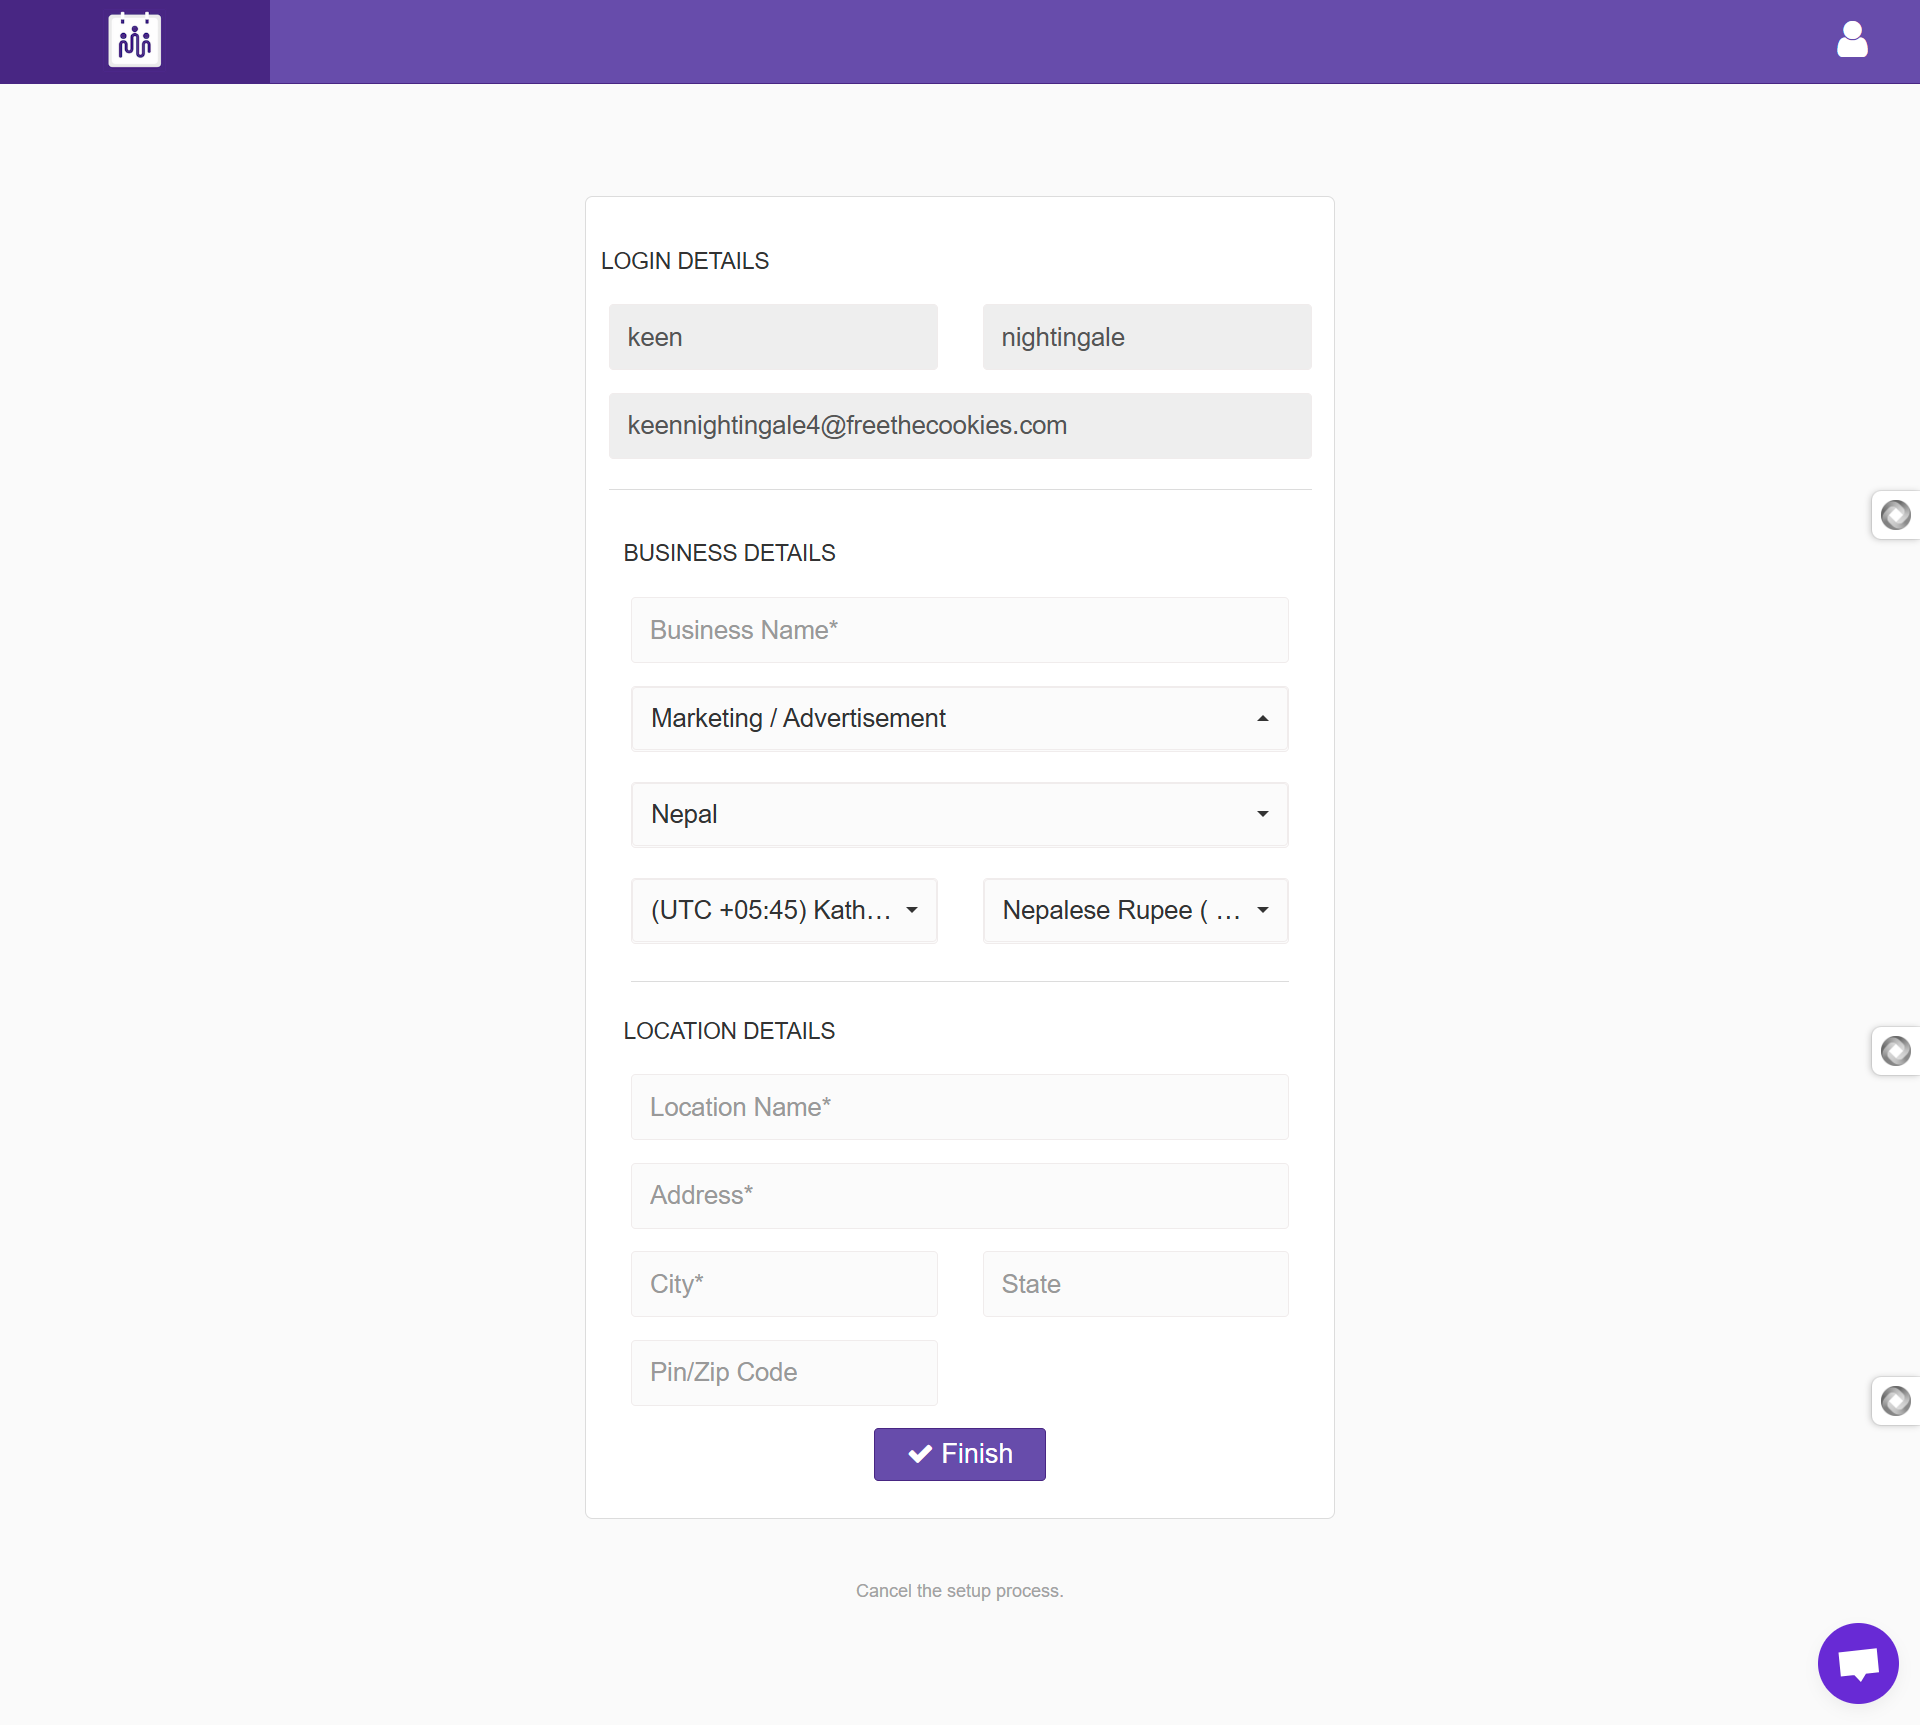 LOGIN DETAILS
keen
nightingale
keennightingale4@freethecookies.com
BUSINESS DETAILS
Business Name*
Marketing / Advertisement
Nepal
(UTC +05:45) Kath...
Nepalese Rupee ( ...
LOCATION DETAILS
Location Name*
Address*
City*
State
Pin/Zip Code
Finish
Cancel the setup process.